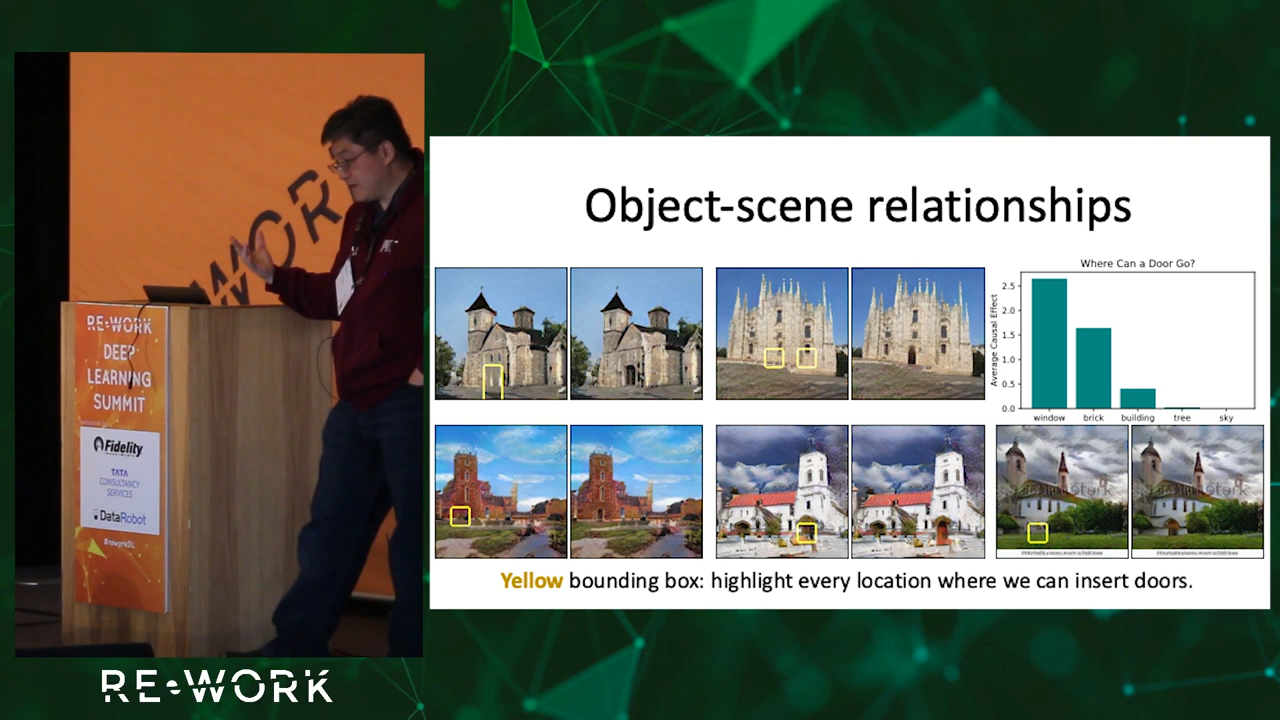 WORK
RE•WORK
DEEP
LEARNING
SUMMIT
Fidelity
TATA
CONSULTANCY
SERVICES
DataRobot
#reworkDL
MIT
Object-scene relationships
Where Can a Door Go?
Average Causal Effect
2.5
2.0
1.5
1.0
0.5
0.0
window brick building tree sky
Yellow bounding box: highlight every location where we can insert doors.
RE•WORK